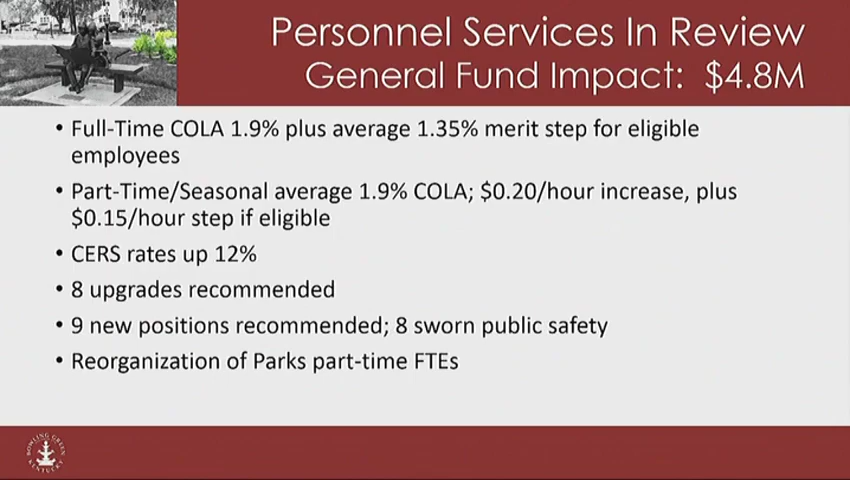 Personnel Services In Review
General Fund Impact: $4.8M
• Full-Time COLA 1.9% plus average 1.35% merit step for eligible
employees
• Part-Time/Seasonal average 1.9% COLA; $0.20/hour increase, plus
$0.15/hour step if eligible
• CERS rates up 12%
• 8 upgrades recommended
• 9 new positions recommended; 8 sworn public safety
• Reorganization of Parks part-time FTEs
BOWLING GREEN
KENTUCKY